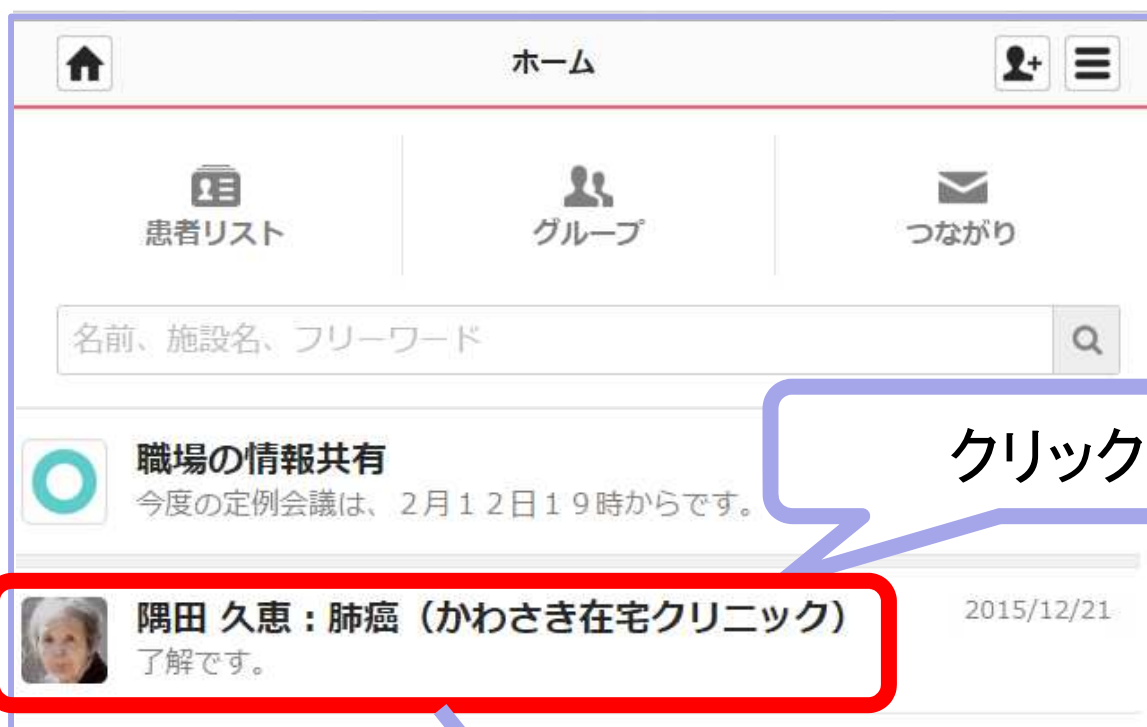 ホーム
患者リスト
グループ
つながり
名前、施設名、フリーワード
職場の情報共有
クリック
今度の定例会議は、２月１２日１９時からです。
隅田 久恵：肺癌（かわさき在宅クリニック）
2015/12/21
了解です。